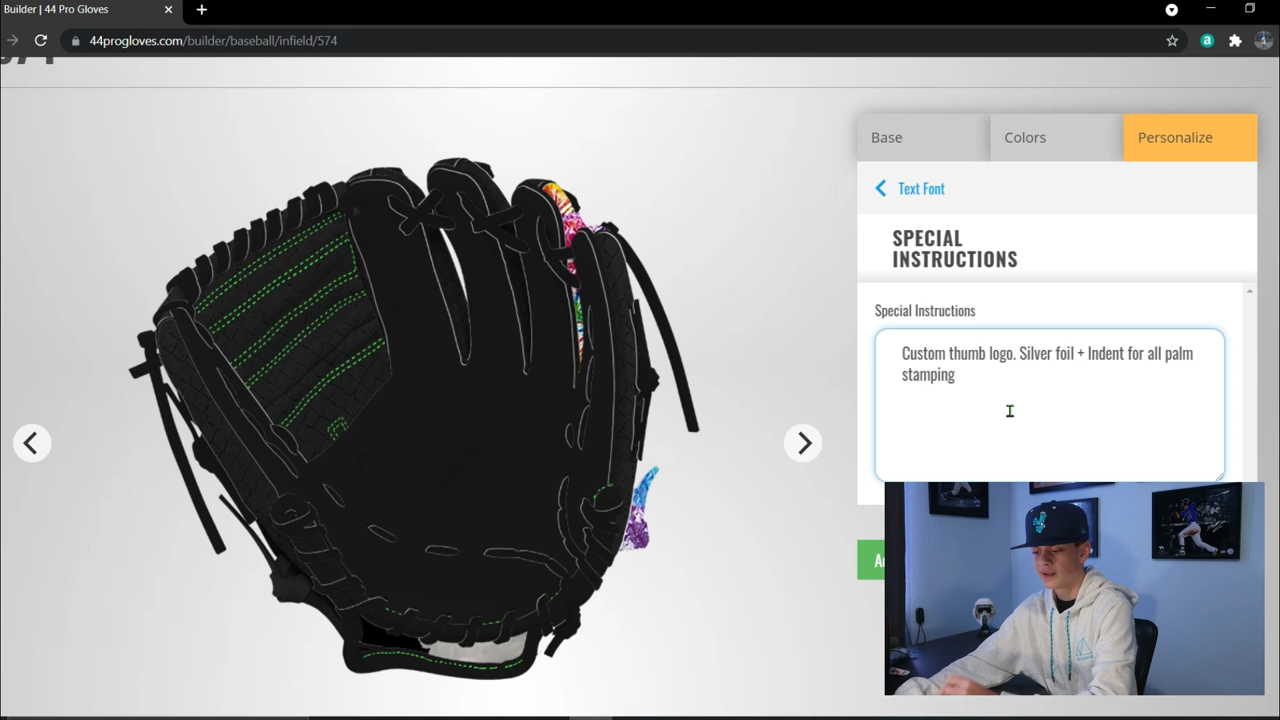 Builder | 44 Pro Gloves
44progloves.com/builder/baseball/infield/574
Base
Colors
Personalize
Text Font
SPECIAL
INSTRUCTIONS
Special Instructions
Custom thumb logo. Silver foil + Indent for all palm
stamping